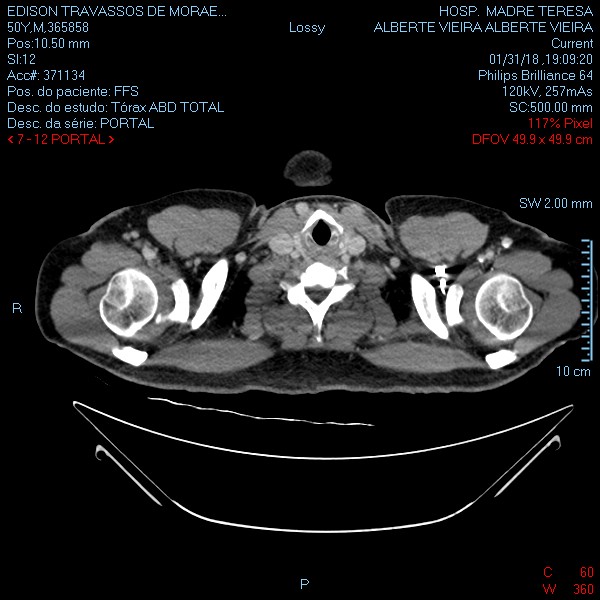 EDISON TRAVASSOS DE MORAE...
50Y,M,365858
Pos:10.50 mm
SI:12
Acc#: 371134
Pos. do paciente: FFS
Desc. do estudo: Tórax ABD TOTAL
Desc. da série: PORTAL
< 7 - 12 PORTAL >
Lossy
HOSP. MADRE TERESA
ALBERTE VIEIRA ALBERTE VIEIRA
Current
01/31/18 ,19:09:20
Philips Brilliance 64
120kV, 257mAs
SC:500.00 mm
117% Pixel
DFOV 49.9 x 49.9 cm
SW 2.00 mm
R
10 cm
P
C 60
W 360